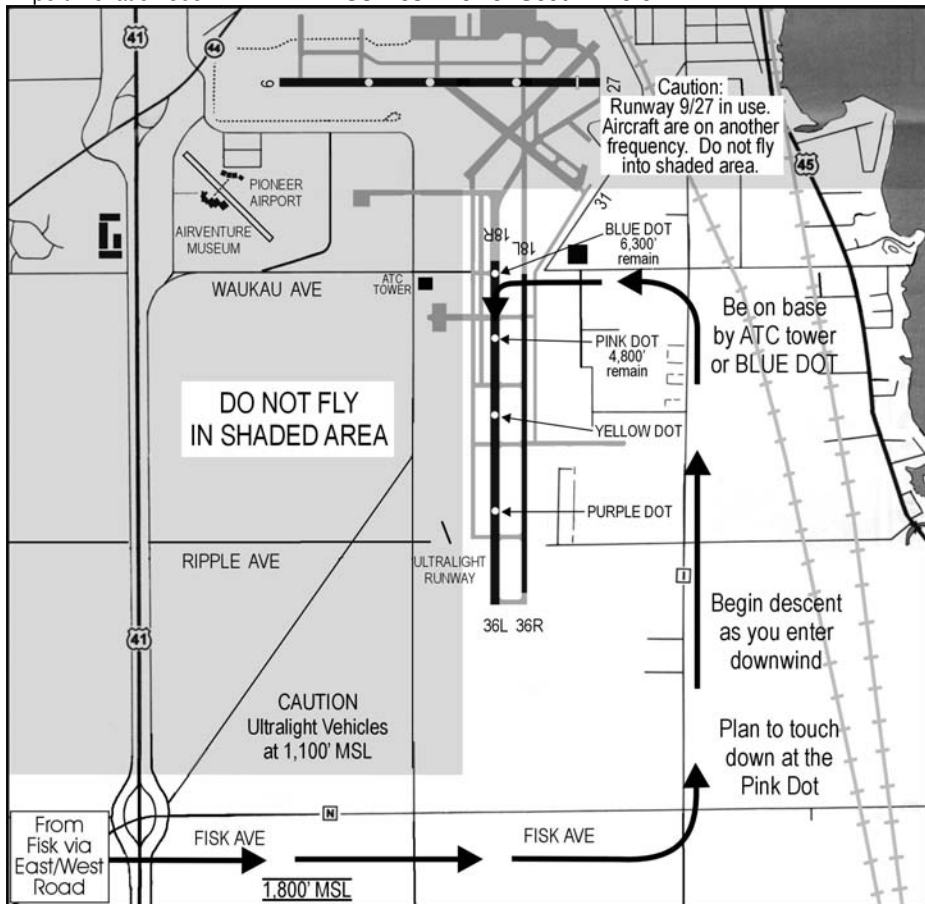 41
44
9
27
Caution:
Runway 9/27 in use.
Aircraft are on another
frequency. Do not fly
into shaded area.
45
PIONEER
AIRPORT
AIRVENTURE
MUSEUM
31
18R
18L
BLUE DOT
6,300'
remain
WAUKAU AVE
ATC
TOWER
Be on base
by ATC tower
or BLUE DOT
PINK DOT
4,800'
remain
DO NOT FLY
IN SHADED AREA
YELLOW DOT
PURPLE DOT
RIPPLE AVE
ULTRALIGHT
RUNWAY
I
36L 36R
Begin descent
as you enter
downwind
41
CAUTION
Ultralight Vehicles
at 1,100' MSL
Plan to touch
down at the
Pink Dot
N
From
Fisk via
East/West
Road
FISK AVE
FISK AVE
1,800' MSL